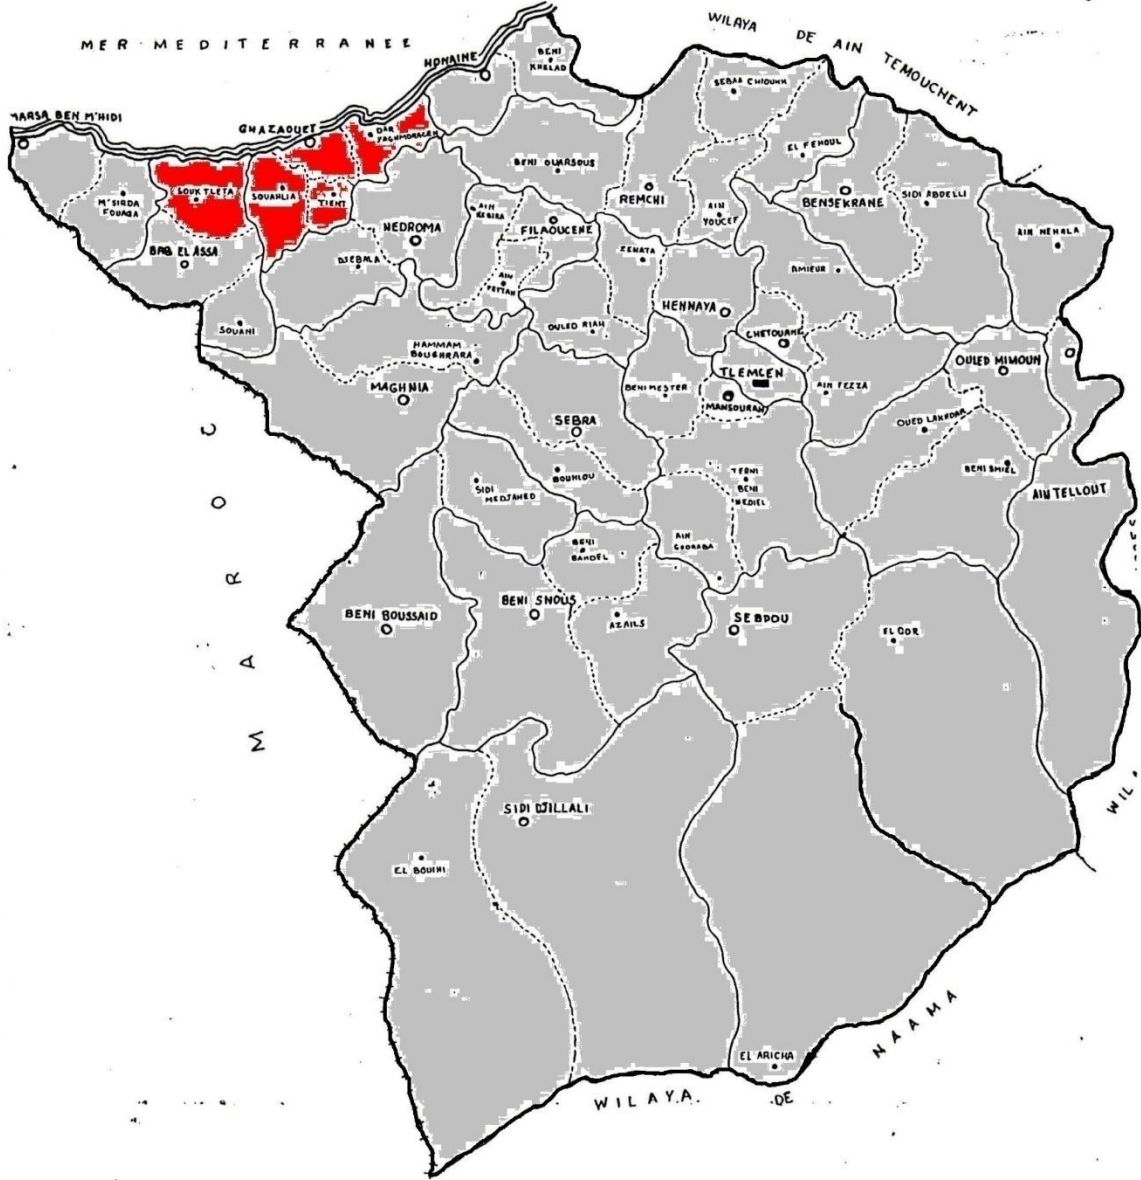 MER MEDITERRANEE
WILAYA DE AIN TEMOUCHENT
HONAINE
BENI
KHELAD
SEBAA CHIOUKH
MARSA BEN M'HIDI
GHAZAOUET
DAR
YAGHMORACEN
EL FEHOUL
BENI OUARSOUS
SOUK TLETA
SOUAHLIA
TIENT
M'SIRDA
FOUAGA
REMCHI
BENSEKRANE
SIDI ABDELLI
AIN
KEBIRA
AIN
YOUCEF
NEDROMA
FILAOUCENE
AIN NEHALA
BAB EL ASSA
DJEBALA
ZENATA
AMIEUR
AIN
FETTAH
HENNAYA
SOUANI
OULED RIAH
CHETOUANE
HAMMAM
BOUGHRARA
OULED MIMOUN
TLEMCEN
MAGHNIA
BENI MESTER
AIN FEZZA
MANSOURAH
SEBRA
OUED LAKHDAR
BOUHLOU
TERNI
BENI
HEDIEL
BENI SMIEL
SIDI
MEDJAHED
AIN TELLOUT
MAROC
BENI
BAHDEL
AIN
GORABA
BENI BOUSSAID
BENI SNOUS
AZAILS
SEBDOU
EL GOR
WIL.
SIDI DJILLALI
EL BOUIHI
EL ARICHA
WILAYA DE NAAMA